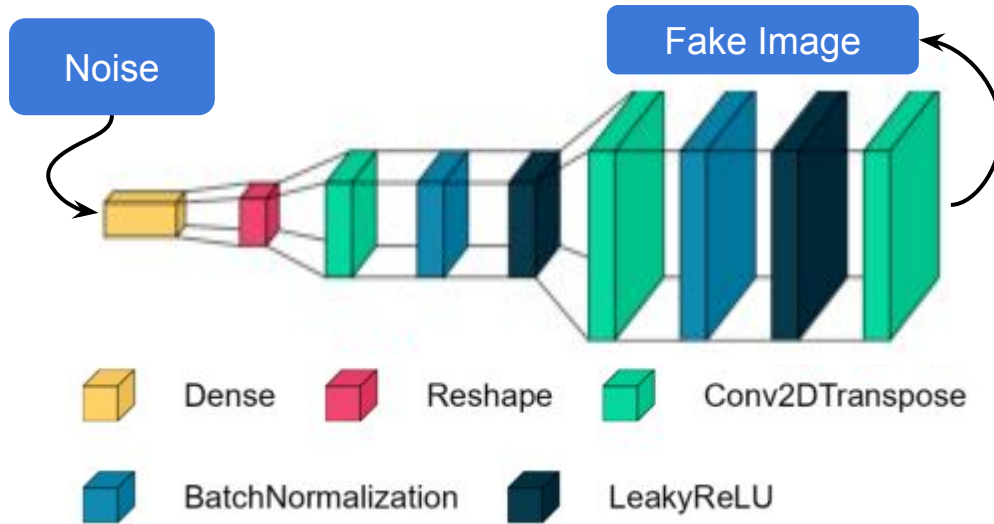 Noise
Fake Image
Dense
Reshape
Conv2DTranspose
BatchNormalization
LeakyReLU